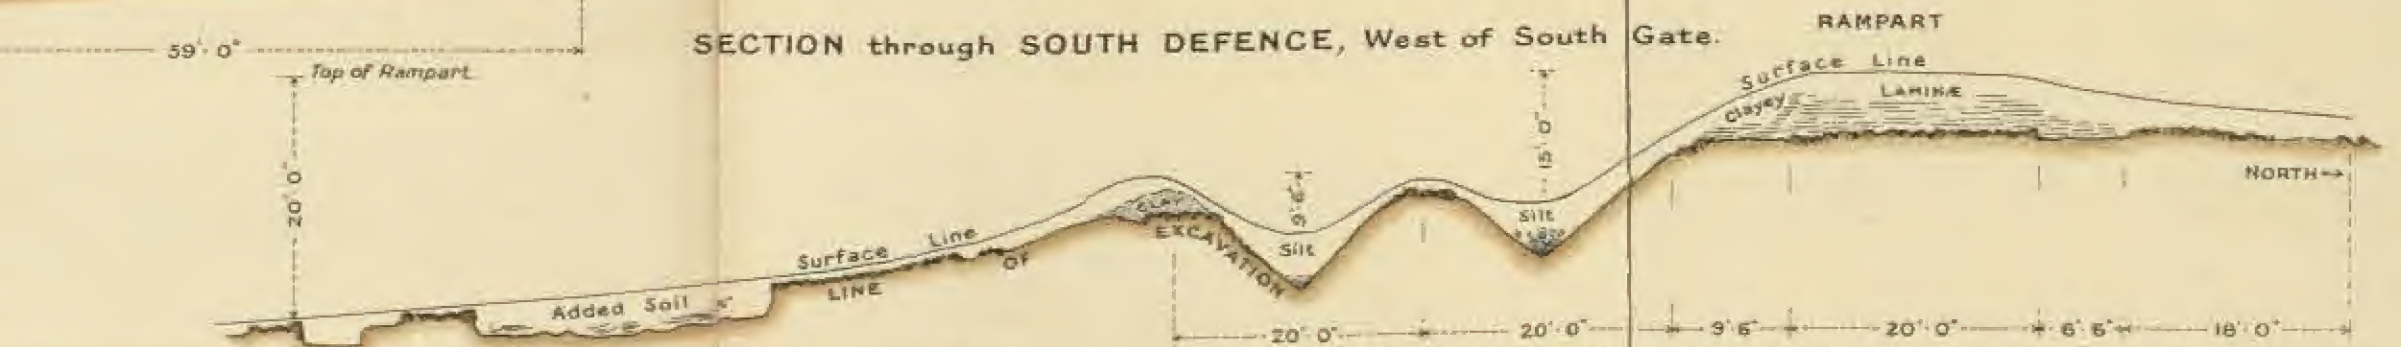 SECTION through SOUTH DEFENCE, West of South Gate.
RAMPART
59'. 0"
Top of Rampart
20'. 0"
Surface Line
Clayey
LAMINÆ
15'. 0"
9'. 6"
CLAY
Silt
Silt
NORTH
Surface Line
LINE OF EXCAVATION
Added Soil
20'. 0"
20'. 0"
9'. 6"
20'. 0"
6'. 6"
18'. 0"